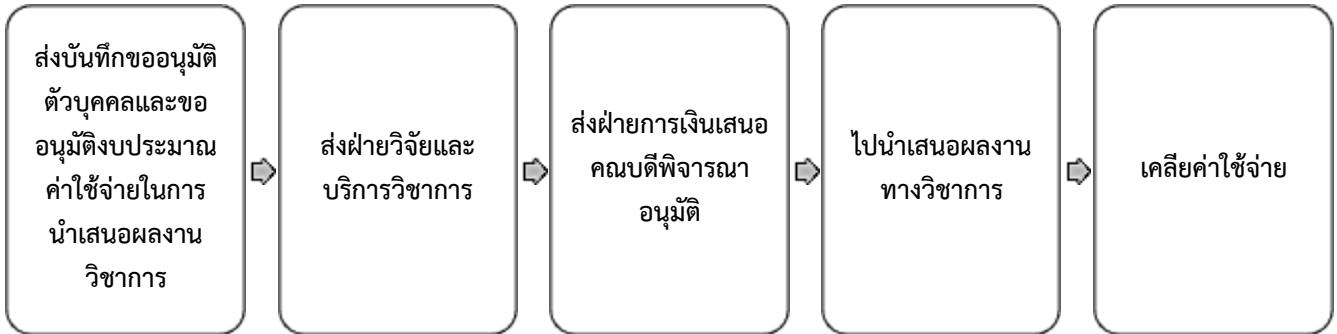 ส่งบันทึกขออนุมัติ
ตัวบุคคลและขอ
อนุมัติงบประมาณ
ค่าใช้จ่ายในการ
นำเสนอผลงาน
วิชาการ
ส่งฝ่ายวิจัยและ
บริการวิชาการ
ส่งฝ่ายการเงินเสนอ
คณบดีพิจารณา
อนุมัติ
ไปนำเสนอผลงาน
ทางวิชาการ
เคลียค่าใช้จ่าย